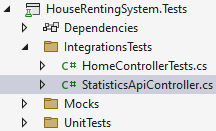 HouseRentingSystem.Tests
Dependencies
IntegrationsTests
C# HomeControllerTests.cs
C# StatisticsApiController.cs
Mocks
UnitTests